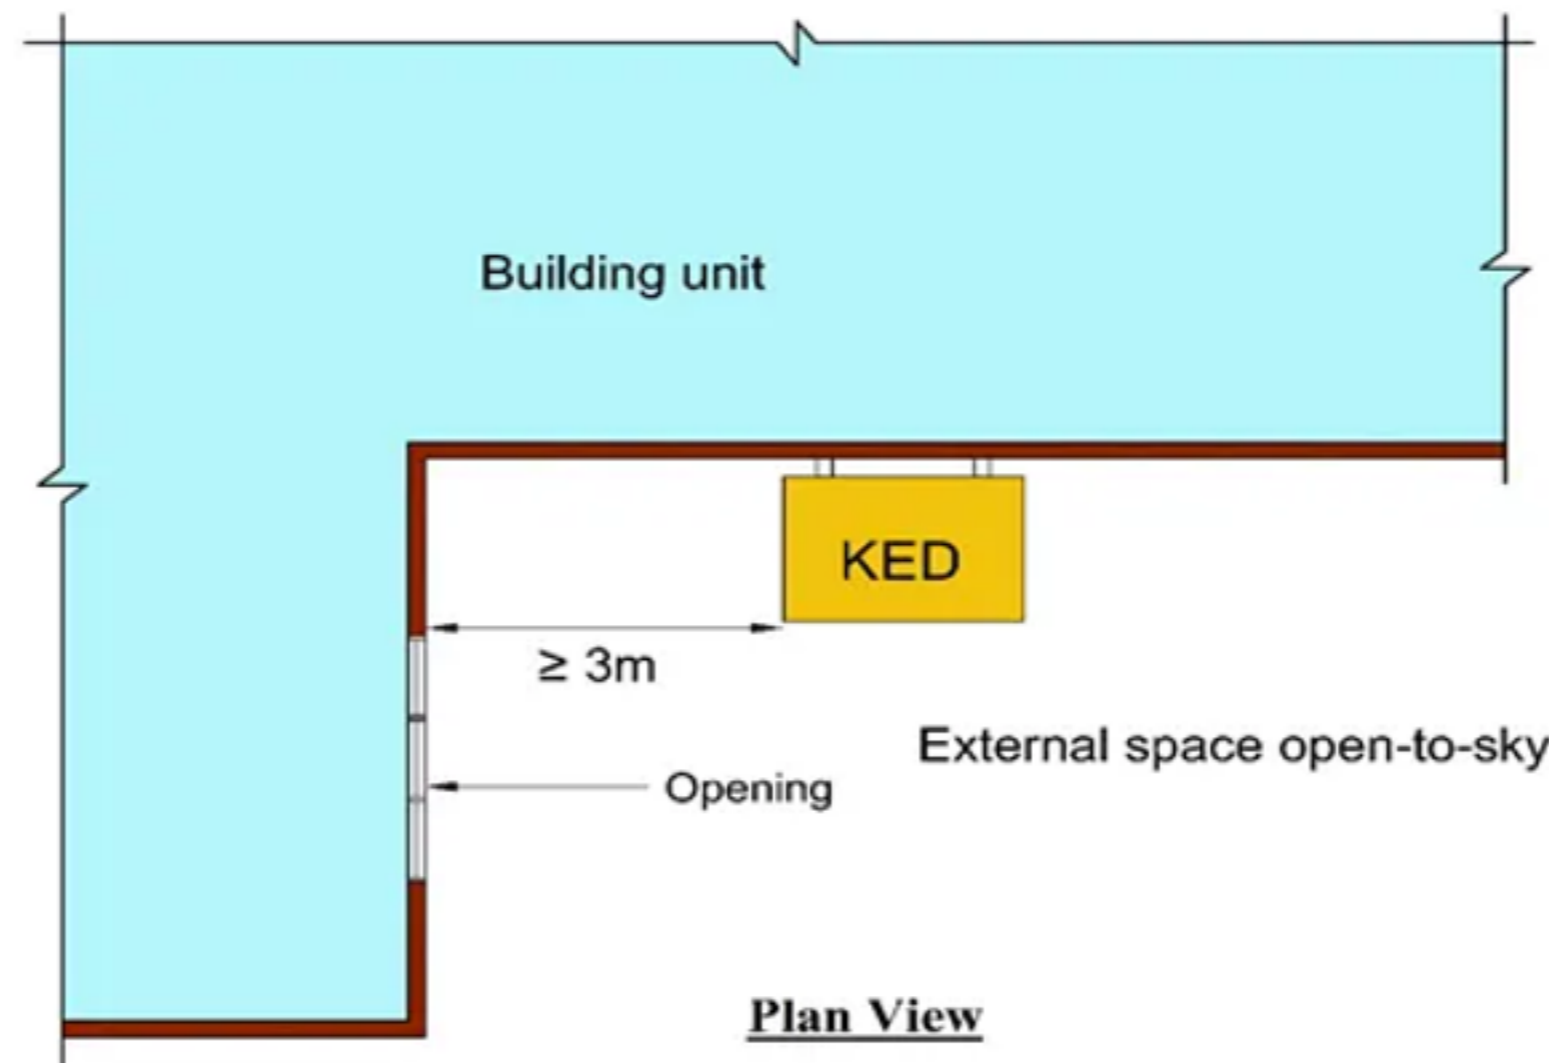 Building unit
KED
≥ 3m
External space open-to-sky
Opening
Plan View